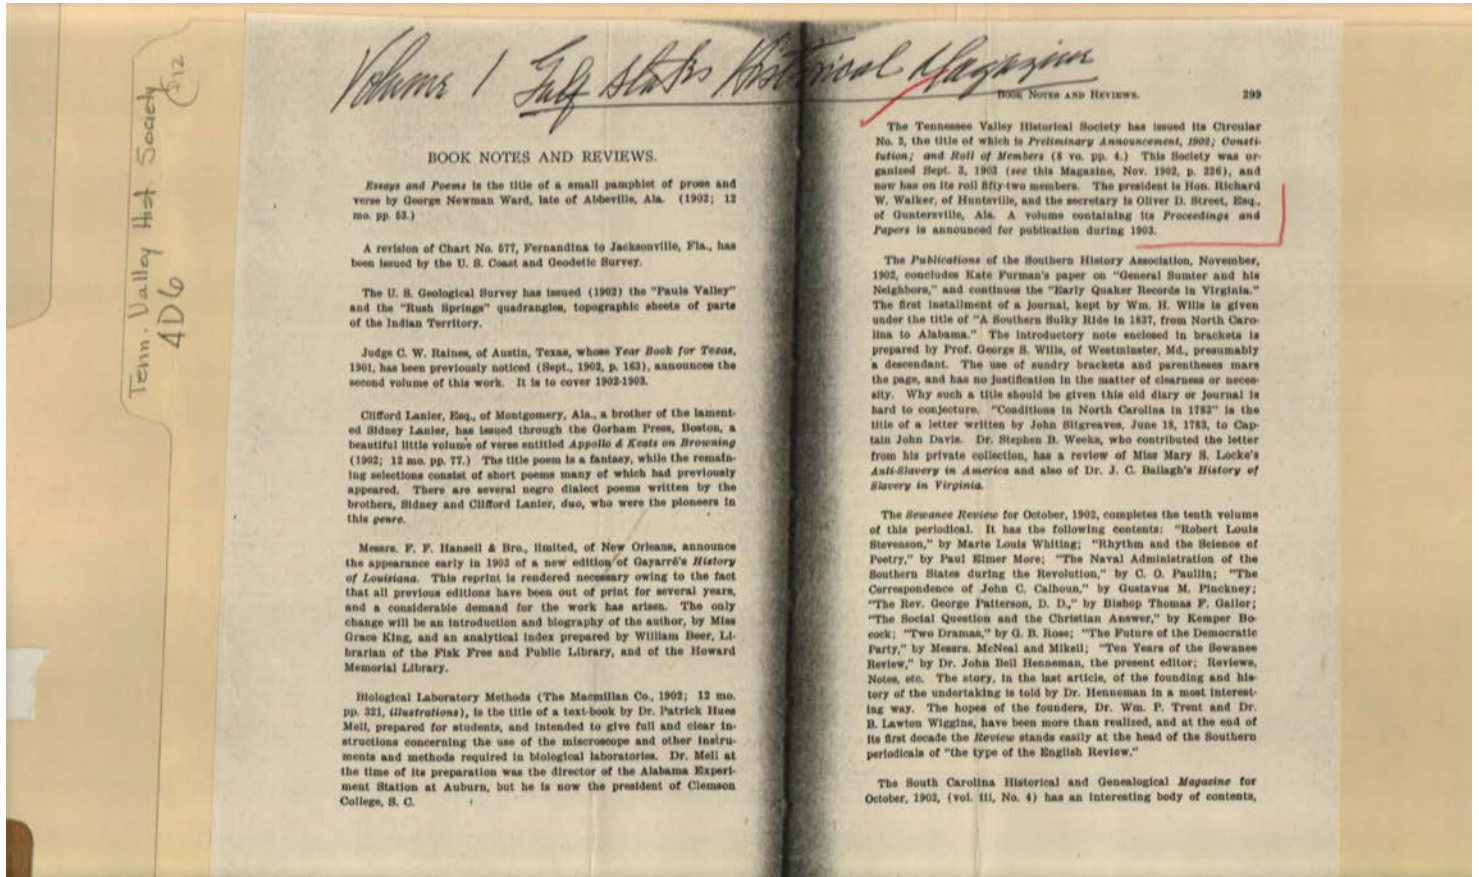 Tenn. Valley Hist Society
4D6
512
Volume 1 Gulf States Historical Magazine
BOOK NOTES AND REVIEWS.
Essays and Poems is the title of a small pamphlet of prose and
verse by George Newman Ward, late of Abbeville, Ala. (1902; 12
mo. pp. 53.)
A revision of Chart No. 577, Fernandina to Jacksonville, Fla., has
been issued by the U. S. Coast and Geodetic Survey.
The U. S. Geological Survey has issued (1902) the "Pauls Valley"
and the "Rush Springs" quadrangles, topographic sheets of parts
of the Indian Territory.
Judge C. W. Raines, of Austin, Texas, whose Year Book for Texas,
1901, has been previously noticed (Sept., 1902, p. 163), announces the
second volume of this work. It is to cover 1902-1903.
Clifford Lanier, Esq., of Montgomery, Ala., a brother of the lament-
ed Sidney Lanier, has issued through the Gorham Press, Boston, a
beautiful little volume of verse entitled Appollo & Keats on Browning
(1902; 12 mo. pp. 77.) The title poem is a fantasy, while the remain-
ing selections consist of short poems many of which had previously
appeared. There are several negro dialect poems written by the
brothers, Sidney and Clifford Lanier, duo, who were the pioneers in
this genre.
Messrs. F. F. Hansell & Bro., limited, of New Orleans, announce
the appearance early in 1903 of a new edition of Gayarré's History
of Louisiana. This reprint is rendered necessary owing to the fact
that all previous editions have been out of print for several years,
and a considerable demand for the work has arisen. The only
change will be an introduction and biography of the author, by Miss
Grace King, and an analytical index prepared by William Beer, Li-
brarian of the Fisk Free and Public Library, and of the Howard
Memorial Library.
Biological Laboratory Methods (The Macmillan Co., 1902; 12 mo.
pp. 321, illustrations), is the title of a text-book by Dr. Patrick Hues
Mell, prepared for students, and intended to give full and clear in-
structions concerning the use of the miscroscope and other instru-
ments and methods required in biological laboratories. Dr. Mell at
the time of its preparation was the director of the Alabama Experi-
ment Station at Auburn, but he is now the president of Clemson
College, S. C.
BOOK NOTES AND REVIEWS. 299
The Tennessee Valley Historical Society has issued its Circular
No. 2, the title of which is Preliminary Announcement, 1902; Consti-
tution; and Roll of Members (8 vo. pp. 4.) This Society was or-
ganized Sept. 3, 1903 (see this Magazine, Nov. 1902, p. 226), and
now has on its roll fifty-two members. The president is Hon. Richard
W. Walker, of Huntsville, and the secretary is Oliver D. Street, Esq.,
of Guntersville, Ala. A volume containing its Proceedings and
Papers is announced for publication during 1903.
The Publications of the Southern History Association, November,
1902, concludes Kate Furman's paper on "General Sumter and his
Neighbors," and continues the "Early Quaker Records in Virginia."
The first installment of a journal, kept by Wm. H. Wills is given
under the title of "A Southern Sulky Ride in 1837, from North Caro-
lina to Alabama." The introductory note enclosed in brackets is
prepared by Prof. George S. Wills, of Westminster, Md., presumably
a descendant. The use of sundry brackets and parentheses mars
the page, and has no justification in the matter of clearness or neces-
sity. Why such a title should be given this old diary or journal is
hard to conjecture. "Conditions in North Carolina in 1783" is the
title of a letter written by John Sitgreaves, June 18, 1783, to Cap-
tain John Davis. Dr. Stephen B. Weeks, who contributed the letter
from his private collection, has a review of Miss Mary S. Locke's
Anti-Slavery in America and also of Dr. J. C. Ballagh's History of
Slavery in Virginia.
The Sewanee Review for October, 1902, completes the tenth volume
of this periodical. It has the following contents: "Robert Louis
Stevenson," by Marie Louis Whiting; "Rhythm and the Science of
Poetry," by Paul Elmer More; "The Naval Administration of the
Southern States during the Revolution," by C. O. Paullin; "The
Correspondence of John C. Calhoun," by Gustavus M. Pinckney;
"The Rev. George Patterson, D. D.," by Bishop Thomas F. Gailor;
"The Social Question and the Christian Answer," by Kemper Bo-
cock; "Two Dramas," by G. B. Rose; "The Future of the Democratic
Party," by Messrs. McNeal and Mikell; "Ten Years of the Sewanee
Review," by Dr. John Bell Henneman, the present editor; Reviews,
Notes, etc. The story, in the last article, of the founding and his-
tory of the undertaking is told by Dr. Henneman in a most interest-
ing way. The hopes of the founders, Dr. Wm. P. Trent and Dr.
B. Lawton Wiggins, have been more than realized, and at the end of
its first decade the Review stands easily at the head of the Southern
periodicals of "the type of the English Review."
The South Carolina Historical and Genealogical Magazine for
October, 1902, (vol. iii, No. 4) has an interesting body of contents,